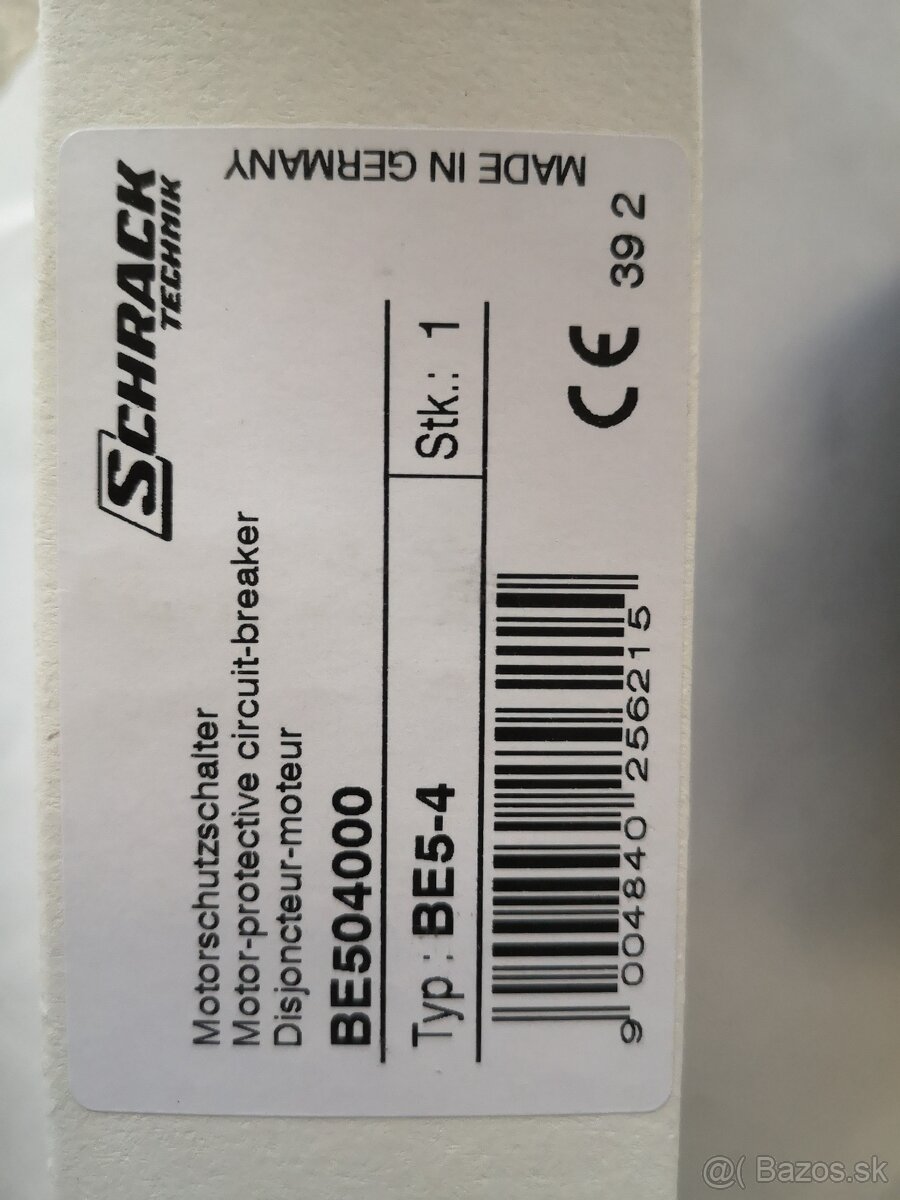 SCHRACK
TECHNIK
Motorschutzschalter
Motor-protective circuit-breaker
Disjoncteur-moteur
BE504000
Typ : BE5-4
Stk.: 1
9 004840 256215
CE 39 2
MADE IN GERMANY
@( Bazos.sk